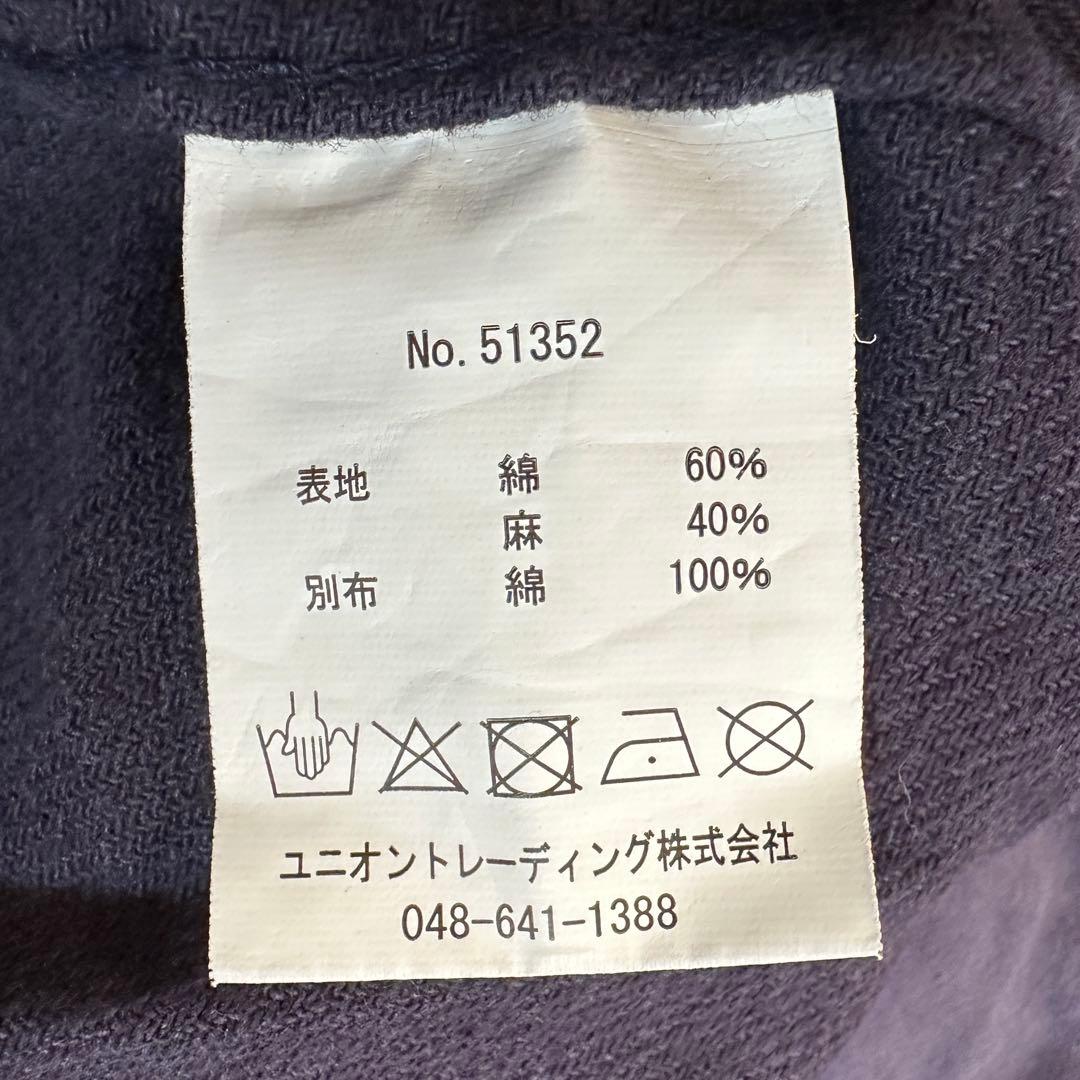 No. 51352
表地 綿 60%
麻 40%
別布 綿 100%
ユニオントレーディング株式会社
048-641-1388